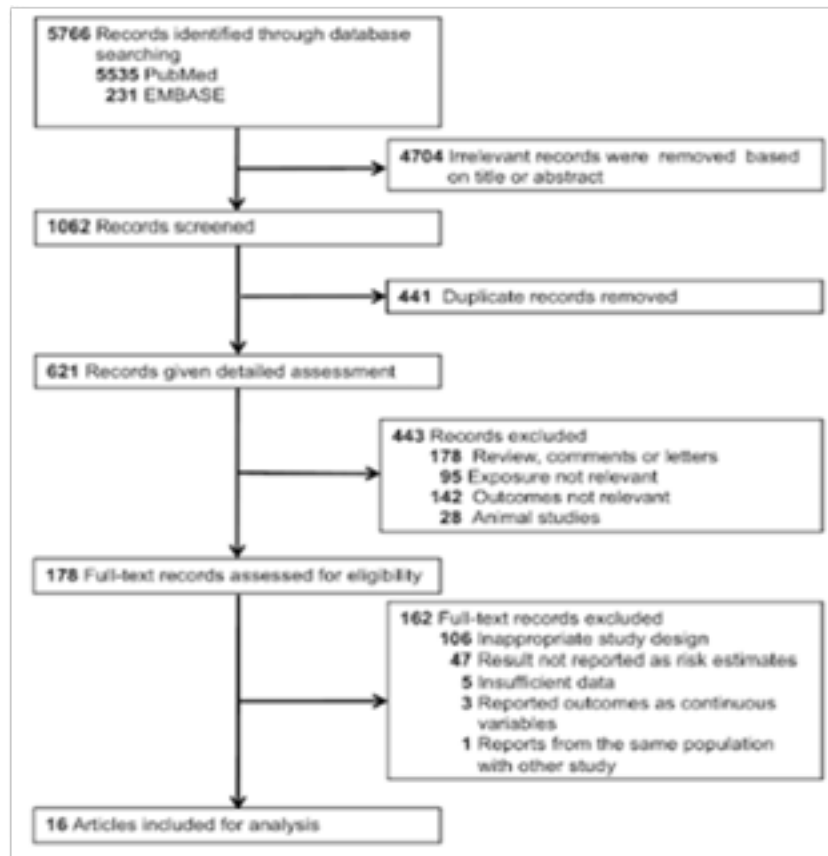 5766 Records identified through database
searching
5535 PubMed
231 EMBASE
4704 Irrelevant records were removed based
on title or abstract
1062 Records screened
441 Duplicate records removed
621 Records given detailed assessment
443 Records excluded
178 Review, comments or letters
95 Exposure not relevant
142 Outcomes not relevant
28 Animal studies
178 Full-text records assessed for eligibility
162 Full-text records excluded
106 Inappropriate study design
47 Result not reported as risk estimates
5 Insufficient data
3 Reported outcomes as continuous
variables
1 Reports from the same population
with other study
16 Articles included for analysis